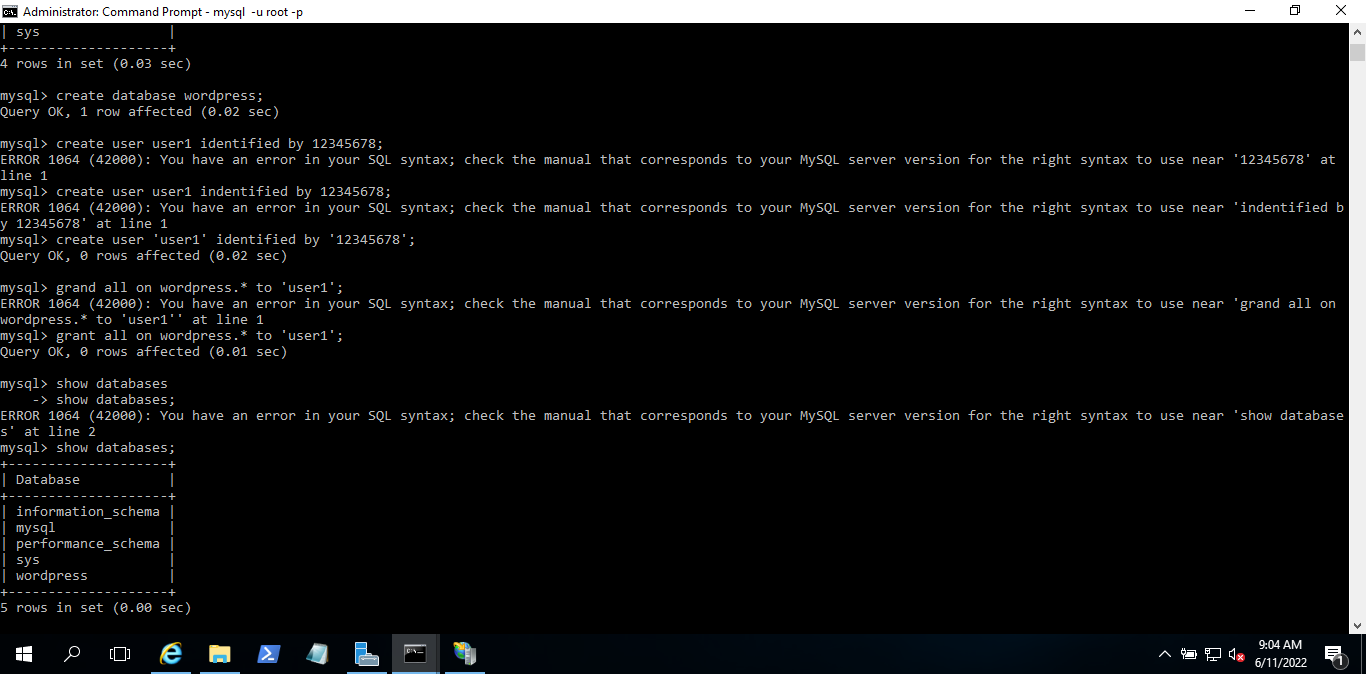 Administrator: Command Prompt - mysql  -u root -p
| sys                |
+--------------------+
4 rows in set (0.03 sec)
mysql> create database wordpress;
Query OK, 1 row affected (0.02 sec)
mysql> create user user1 identified by 12345678;
ERROR 1064 (42000): You have an error in your SQL syntax; check the manual that corresponds to your MySQL server version for the right syntax to use near '12345678' at
line 1
mysql> create user user1 indentified by 12345678;
ERROR 1064 (42000): You have an error in your SQL syntax; check the manual that corresponds to your MySQL server version for the right syntax to use near 'indentified b
y 12345678' at line 1
mysql> create user 'user1' identified by '12345678';
Query OK, 0 rows affected (0.02 sec)
mysql> grand all on wordpress.* to 'user1';
ERROR 1064 (42000): You have an error in your SQL syntax; check the manual that corresponds to your MySQL server version for the right syntax to use near 'grand all on
wordpress.* to 'user1'' at line 1
mysql> grant all on wordpress.* to 'user1';
Query OK, 0 rows affected (0.01 sec)
mysql> show databases
    -> show databases;
ERROR 1064 (42000): You have an error in your SQL syntax; check the manual that corresponds to your MySQL server version for the right syntax to use near 'show database
s' at line 2
mysql> show databases;
+--------------------+
| Database           |
+--------------------+
| information_schema |
| mysql              |
| performance_schema |
| sys                |
| wordpress          |
+--------------------+
5 rows in set (0.00 sec)
9:04 AM
6/11/2022
1